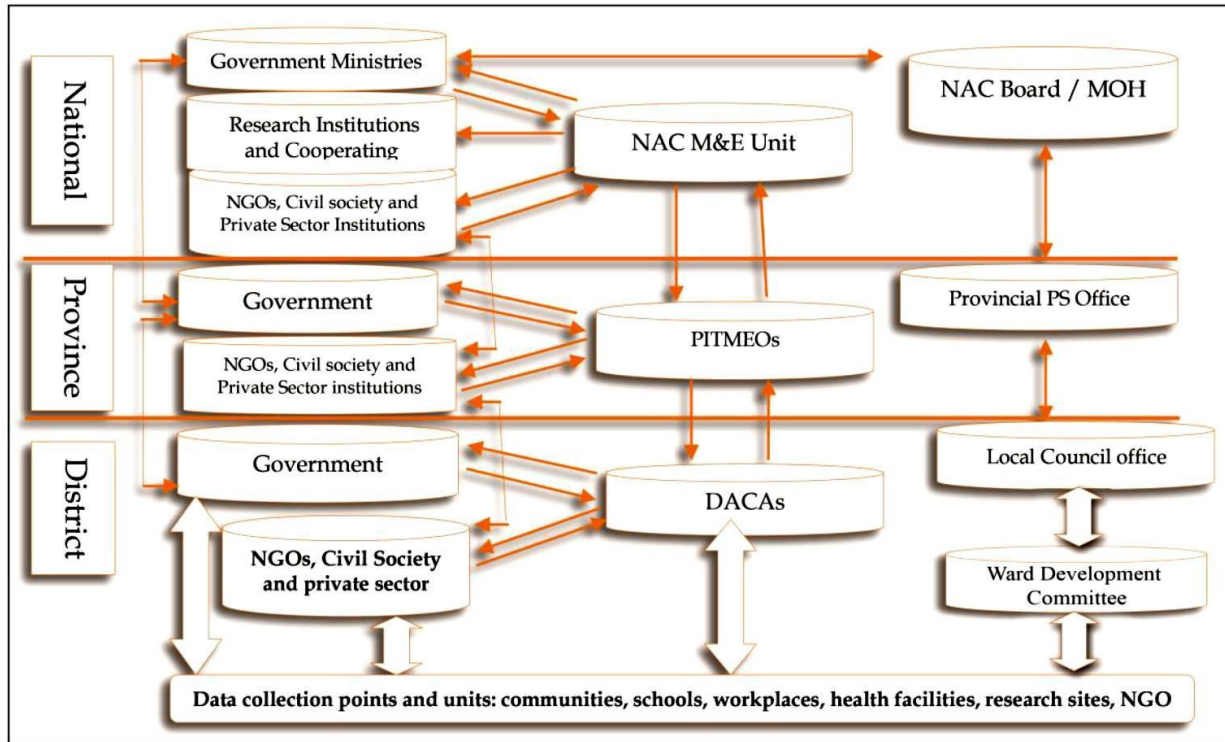 National
Government Ministries
NAC Board / MOH
Research Institutions
and Cooperating
NAC M&E Unit
NGOs, Civil society and
Private Sector Institutions
Province
Government
Provincial PS Office
PITMEOs
NGOs, Civil society and
Private Sector institutions
District
Government
Local Council office
DACAs
NGOs, Civil Society
and private sector
Ward Development
Committee
Data collection points and units: communities, schools, workplaces, health facilities, research sites, NGO